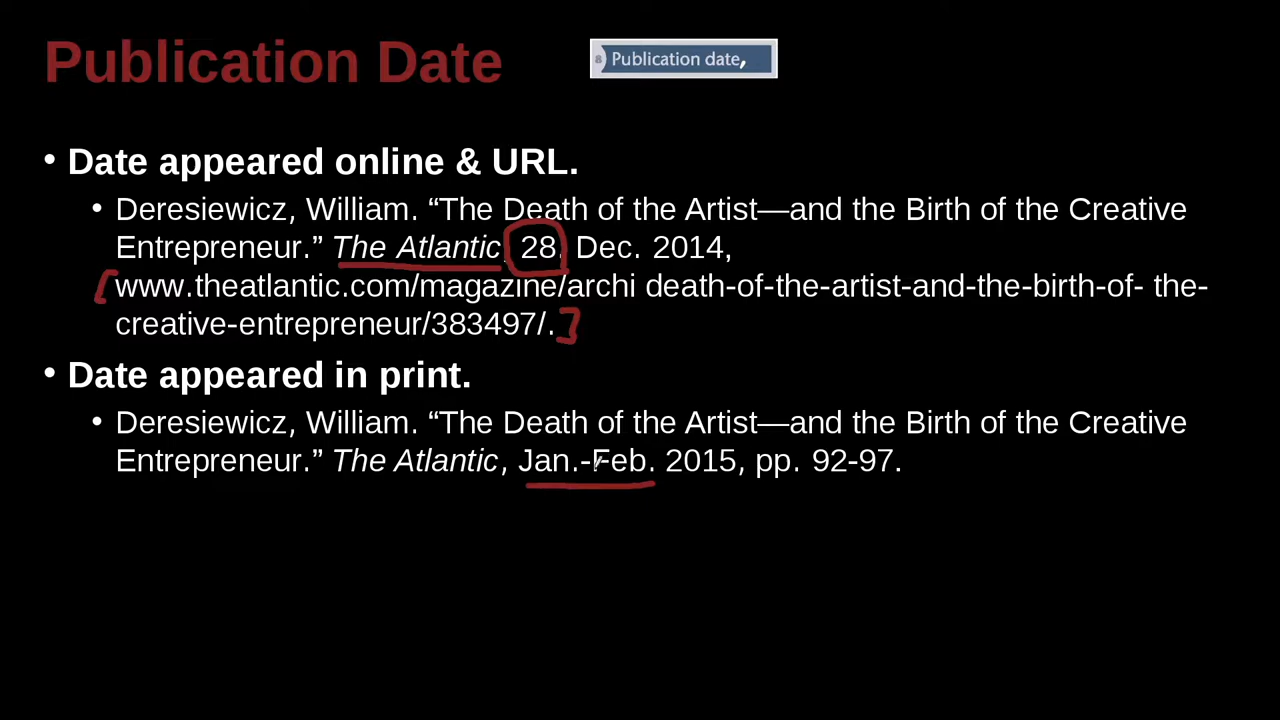 Publication Date
8 Publication date,
• Date appeared online & URL.
• Deresiewicz, William. “The Death of the Artist—and the Birth of the Creative
Entrepreneur.” The Atlantic, 28. Dec. 2014,
www.theatlantic.com/magazine/archi death-of-the-artist-and-the-birth-of- the-
creative-entrepreneur/383497/.
• Date appeared in print.
• Deresiewicz, William. “The Death of the Artist—and the Birth of the Creative
Entrepreneur.” The Atlantic, Jan.-Feb. 2015, pp. 92-97.